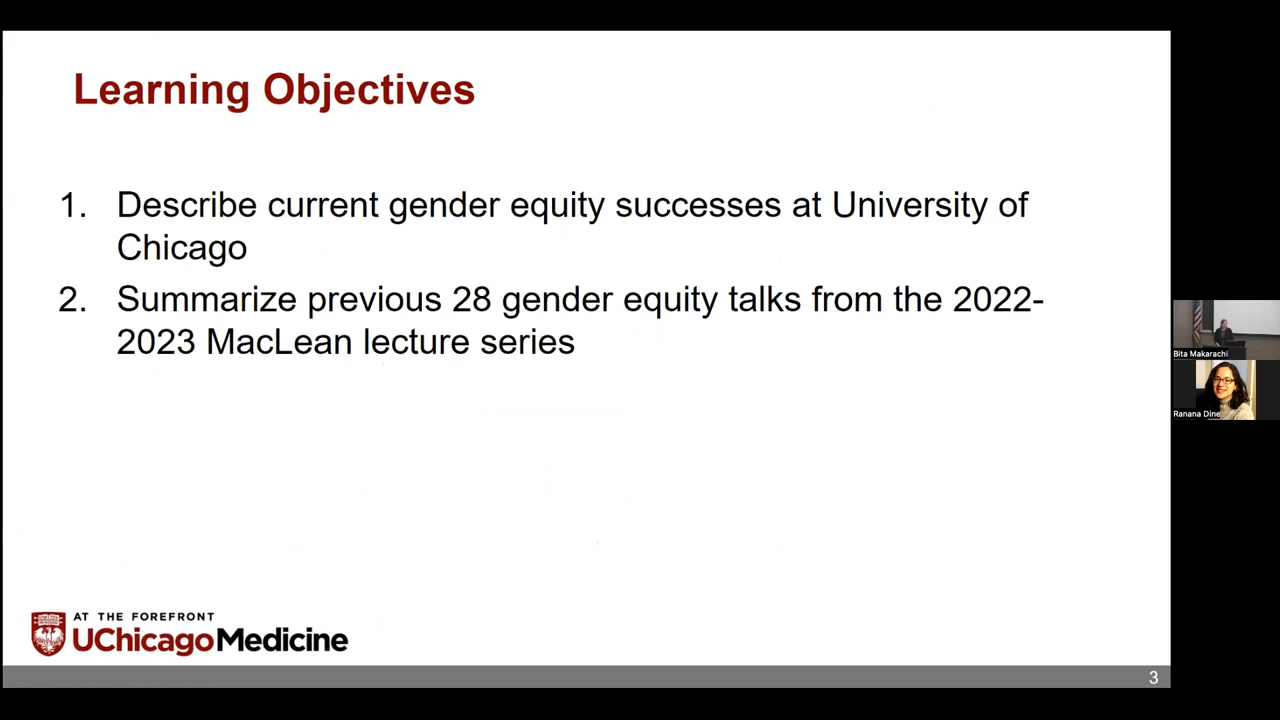 Learning Objectives
1. Describe current gender equity successes at University of
Chicago
2. Summarize previous 28 gender equity talks from the 2022-
2023 MacLean lecture series
Bita Makarachi
Ranana Dine
AT THE FOREFRONT
UChicagoMedicine
3